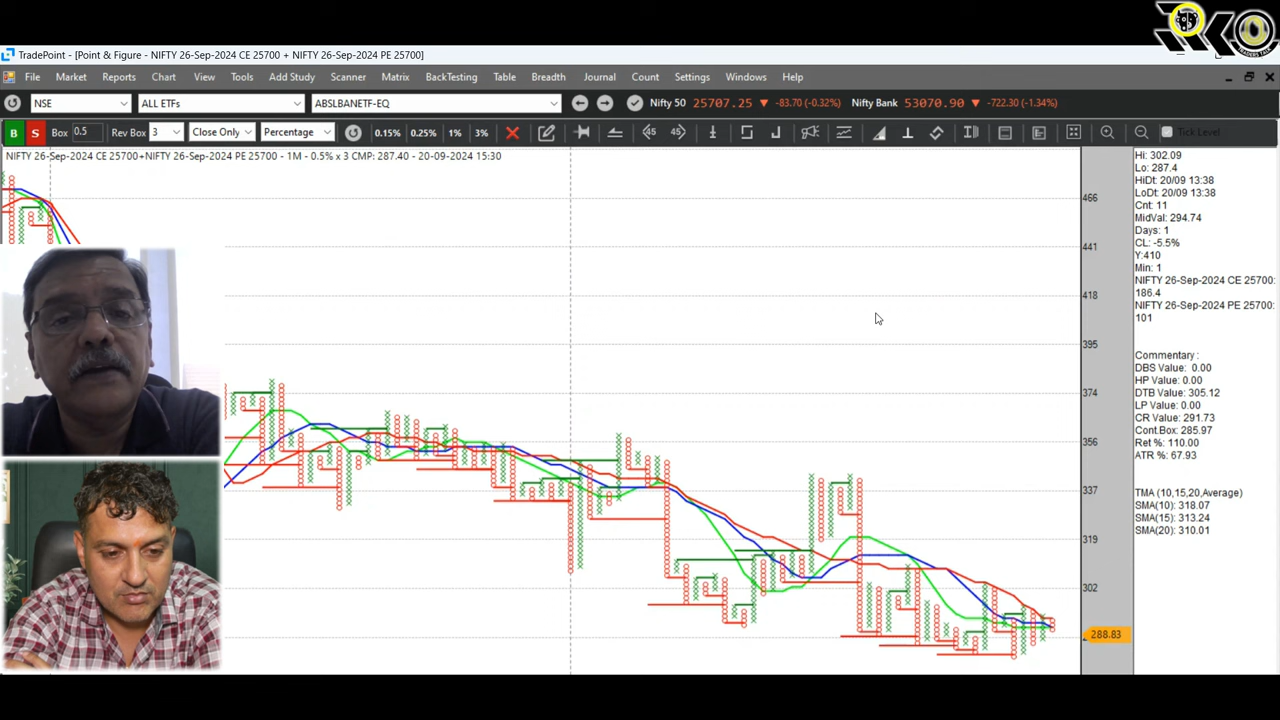 RKO
TRADERS TALK
TradePoint - [Point & Figure - NIFTY 26-Sep-2024 CE 25700 + NIFTY 26-Sep-2024 PE 25700]
File Market Reports Chart View Tools Add Study Scanner Matrix BackTesting Table Breadth Journal Count Settings Windows Help
NSE ALL ETFs ABSLBANETF-EQ Nifty 50 25707.25 ▼ -83.70 (-0.32%) Nifty Bank 53070.90 ▼ -722.30 (-1.34%)
B S Box 0.5 Rev Box 3 Close Only Percentage 0.15% 0.25% 1% 3% 45 45 Tick Level
NIFTY 26-Sep-2024 CE 25700+NIFTY 26-Sep-2024 PE 25700 - 1M - 0.5% x 3 CMP: 287.40 - 20-09-2024 15:30
466
441
418
395
374
356
337
319
302
288.83
Hi: 302.09
Lo: 287.4
HiDt: 20/09 13:38
LoDt: 20/09 13:38
Cnt: 11
MidVal: 294.74
Days: 1
CL: -5.5%
Y:410
Min: 1
NIFTY 26-Sep-2024 CE 25700:
186.4
NIFTY 26-Sep-2024 PE 25700:
101
Commentary :
DBS Value: 0.00
HP Value: 0.00
DTB Value: 305.12
LP Value: 0.00
CR Value: 291.73
Cont.Box: 285.97
Ret %: 110.00
ATR %: 67.93
TMA (10,15,20,Average)
SMA(10): 318.07
SMA(15): 313.24
SMA(20): 310.01